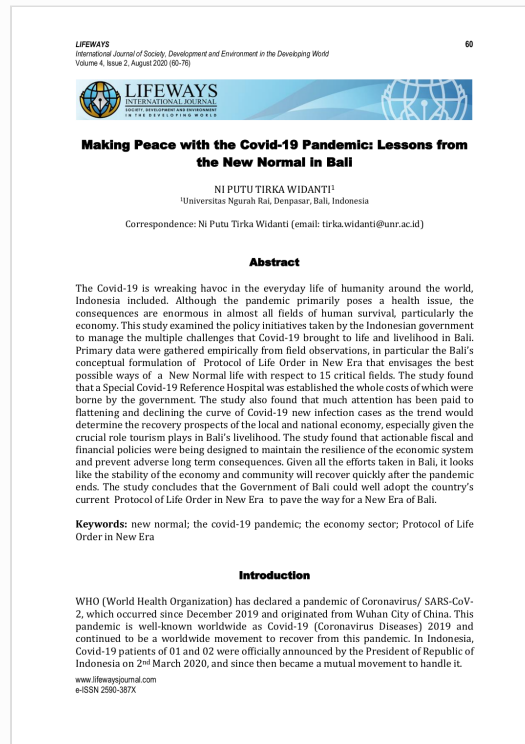 LIFEWAYS
60
International Journal of Society, Development and Environment in the Developing World
Volume 4, Issue 2, August 2020 (60-76)
LIFEWAYS
INTERNATIONAL JOURNAL
SOCIETY, DEVELOPMENT AND ENVIRONMENT
IN THE DEVELOPING WORLD
Making Peace with the Covid-19 Pandemic: Lessons from
the New Normal in Bali
NI PUTU TIRKA WIDANTI¹
¹Universitas Ngurah Rai, Denpasar, Bali, Indonesia
Correspondence: Ni Putu Tirka Widanti (email: tirka.widanti@unr.ac.id)
Abstract
The Covid-19 is wreaking havoc in the everyday life of humanity around the world,
Indonesia included. Although the pandemic primarily poses a health issue, the
consequences are enormous in almost all fields of human survival, particularly the
economy. This study examined the policy initiatives taken by the Indonesian government
to manage the multiple challenges that Covid-19 brought to life and livelihood in Bali.
Primary data were gathered empirically from field observations, in particular the Bali's
conceptual formulation of Protocol of Life Order in New Era that envisages the best
possible ways of a New Normal life with respect to 15 critical fields. The study found
that a Special Covid-19 Reference Hospital was established the whole costs of which were
borne by the government. The study also found that much attention has been paid to
flattening and declining the curve of Covid-19 new infection cases as the trend would
determine the recovery prospects of the local and national economy, especially given the
crucial role tourism plays in Bali's livelihood. The study found that actionable fiscal and
financial policies were being designed to maintain the resilience of the economic system
and prevent adverse long term consequences. Given all the efforts taken in Bali, it looks
like the stability of the economy and community will recover quickly after the pandemic
ends. The study concludes that the Government of Bali could well adopt the country's
current Protocol of Life Order in New Era to pave the way for a New Era of Bali.
Keywords: new normal; the covid-19 pandemic; the economy sector; Protocol of Life
Order in New Era
Introduction
WHO (World Health Organization) has declared a pandemic of Coronavirus/ SARS-CoV-
2, which occurred since December 2019 and originated from Wuhan City of China. This
pandemic is well-known worldwide as Covid-19 (Coronavirus Diseases) 2019 and
continued to be a worldwide movement to recover from this pandemic. In Indonesia,
Covid-19 patients of 01 and 02 were officially announced by the President of Republic of
Indonesia on 2nd March 2020, and since then became a mutual movement to handle it.
www.lifewaysjournal.com
e-ISSN 2590-387X